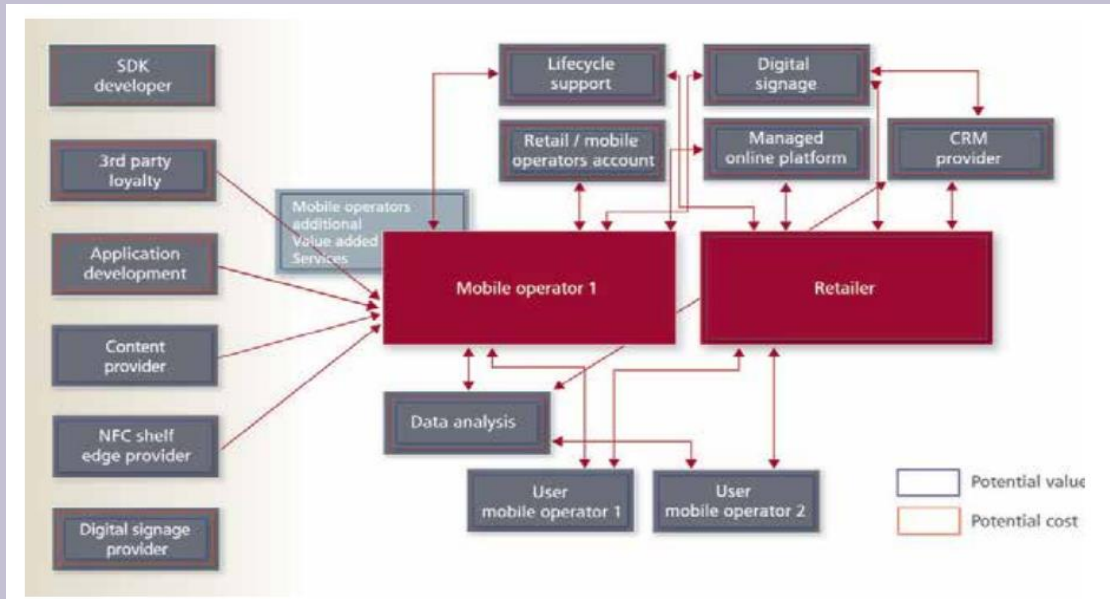 SDK
developer
3rd party
loyalty
Application
development
Content
provider
NFC shelf
edge provider
Digital signage
provider
Mobile operators
additional
Value added
Services
Lifecycle
support
Digital
signage
Retail / mobile
operators account
Managed
online platform
CRM
provider
Mobile operator 1
Retailer
Data analysis
User
mobile operator 1
User
mobile operator 2
Potential value
Potential cost